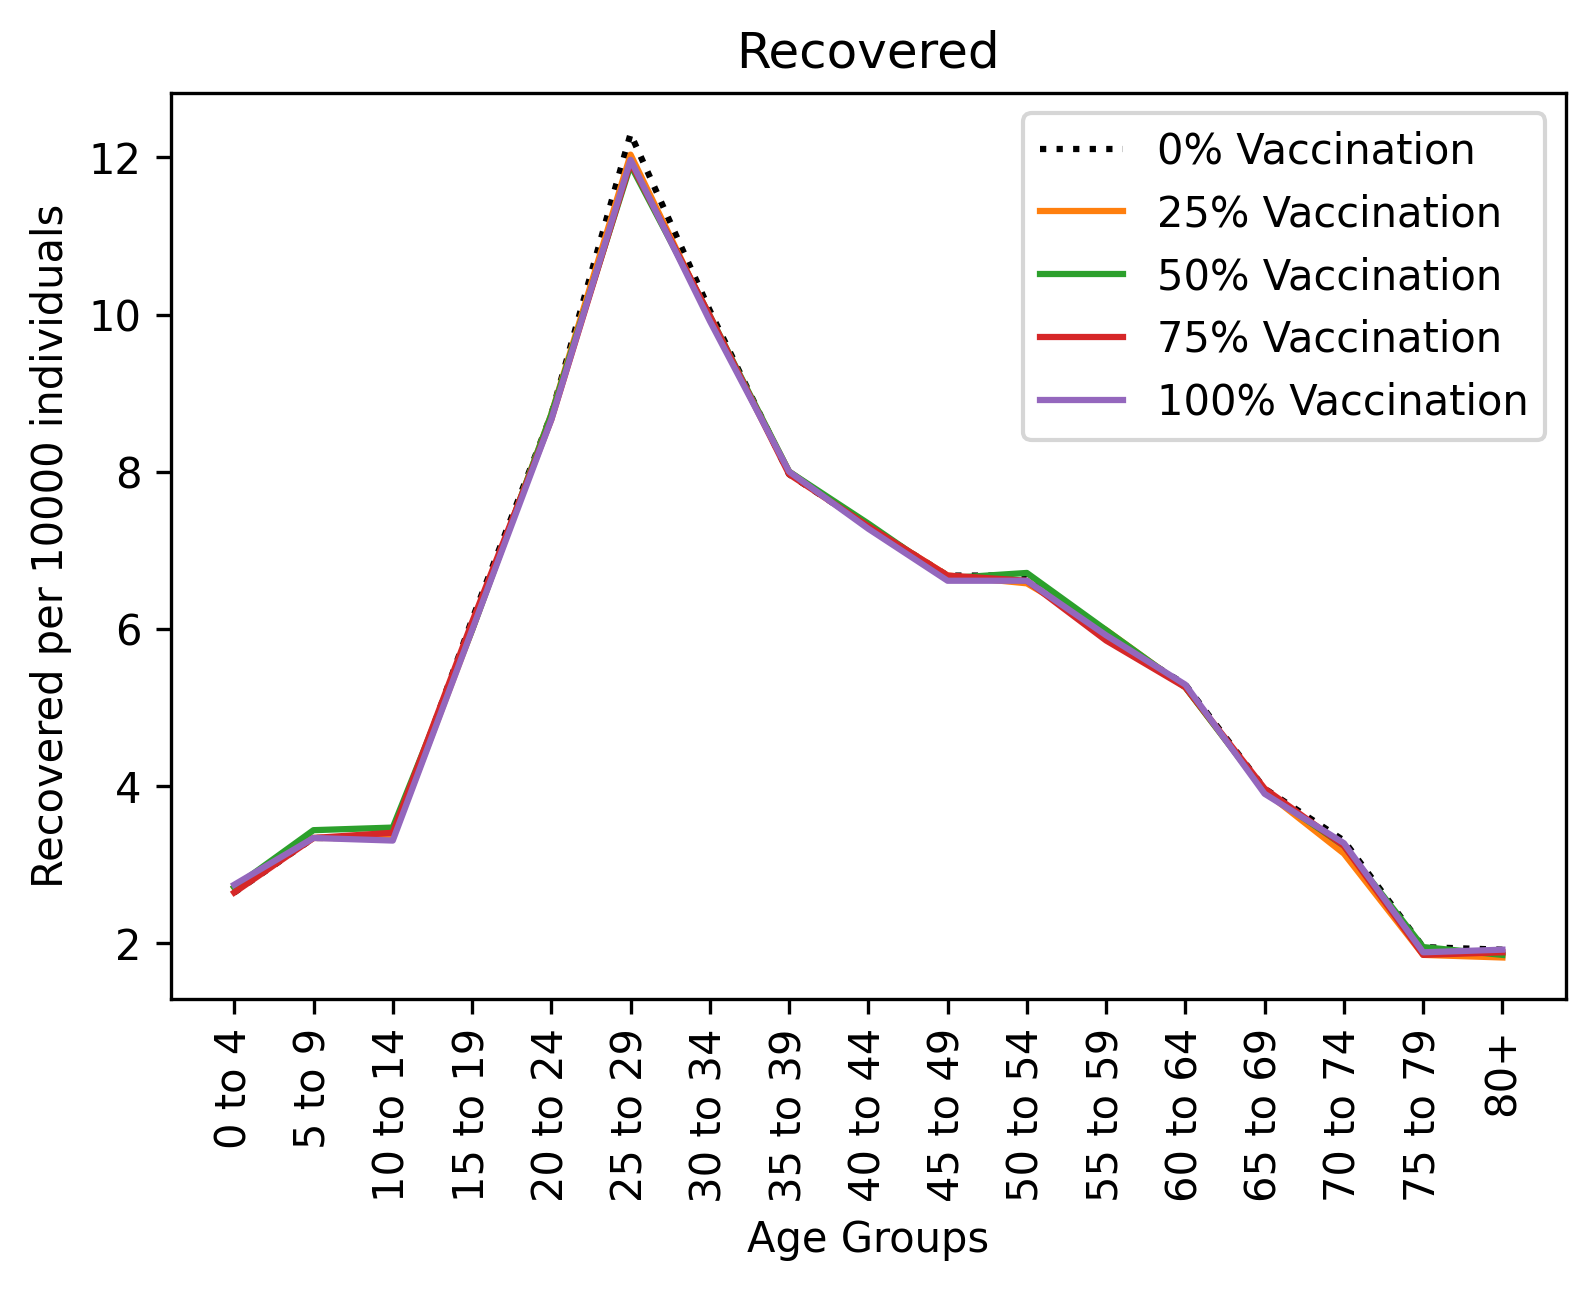 Recovered
12
10
8
6
4
2
Recovered per 10000 individuals
0% Vaccination
25% Vaccination
50% Vaccination
75% Vaccination
100% Vaccination
0 to 4
5 to 9
10 to 14
15 to 19
20 to 24
25 to 29
30 to 34
35 to 39
40 to 44
45 to 49
50 to 54
55 to 59
60 to 64
65 to 69
70 to 74
75 to 79
80+
Age Groups